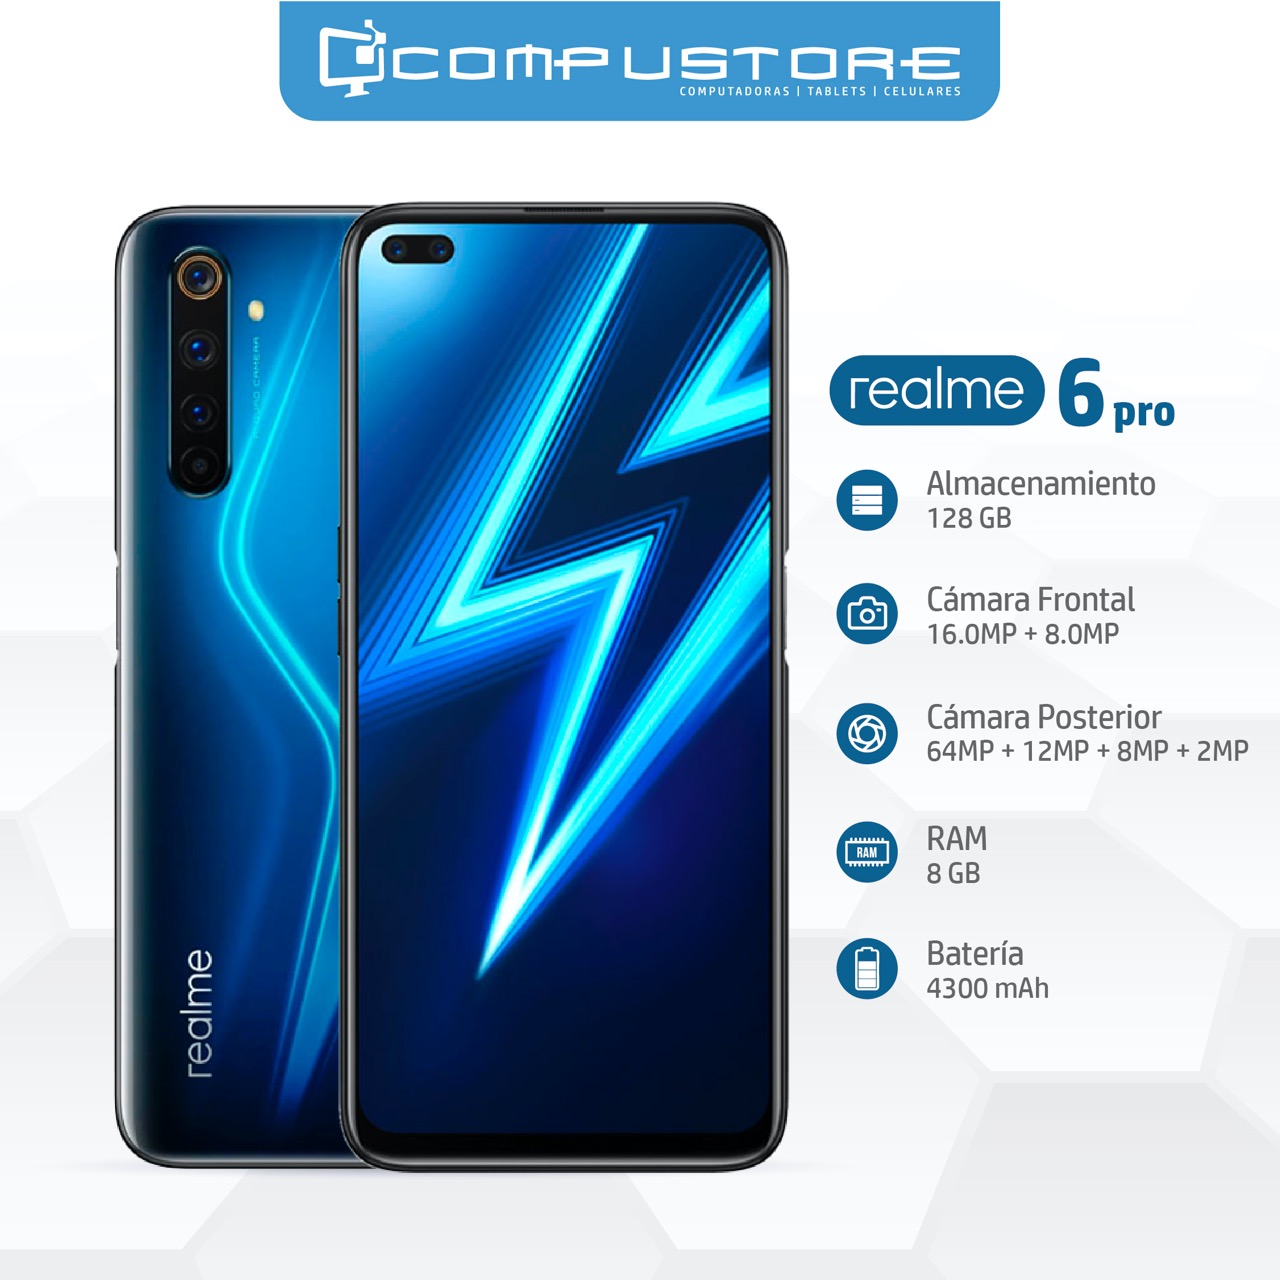 COMPUSTORE
COMPUTADORAS | TABLETS | CELULARES
realme 6 pro
Almacenamiento
128 GB
Cámara Frontal
16.0MP + 8.0MP
Cámara Posterior
64MP + 12MP + 8MP + 2MP
RAM
RAM
8 GB
Batería
4300 mAh
realme